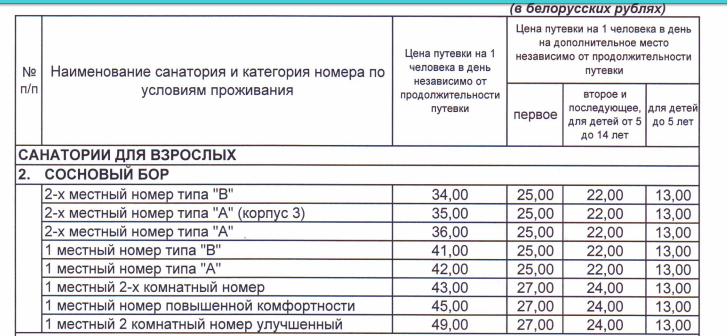 (в белорусских рублях)
№ п/п
Наименование санатория и категория номера по
условиям проживания
Цена путевки на 1
человека в день
независимо от
продолжительности
путевки
Цена путевки на 1 человека в день
на дополнительное место
независимо от продолжительности
путевки
первое
второе и
последующее,
для детей от 5
до 14 лет
для детей
до 5 лет
САНАТОРИИ ДЛЯ ВЗРОСЛЫХ
2. СОСНОВЫЙ БОР
2-х местный номер типа "В" 34,00 25,00 22,00 13,00
2-х местный номер типа "А" (корпус 3) 35,00 25,00 22,00 13,00
2-х местный номер типа "А" 36,00 25,00 22,00 13,00
1 местный номер типа "В" 41,00 25,00 22,00 13,00
1 местный номер типа "А" 42,00 25,00 22,00 13,00
1 местный 2-х комнатный номер 43,00 27,00 24,00 13,00
1 местный номер повышенной комфортности 45,00 27,00 24,00 13,00
1 местный 2 комнатный номер улучшенный 49,00 27,00 24,00 13,00